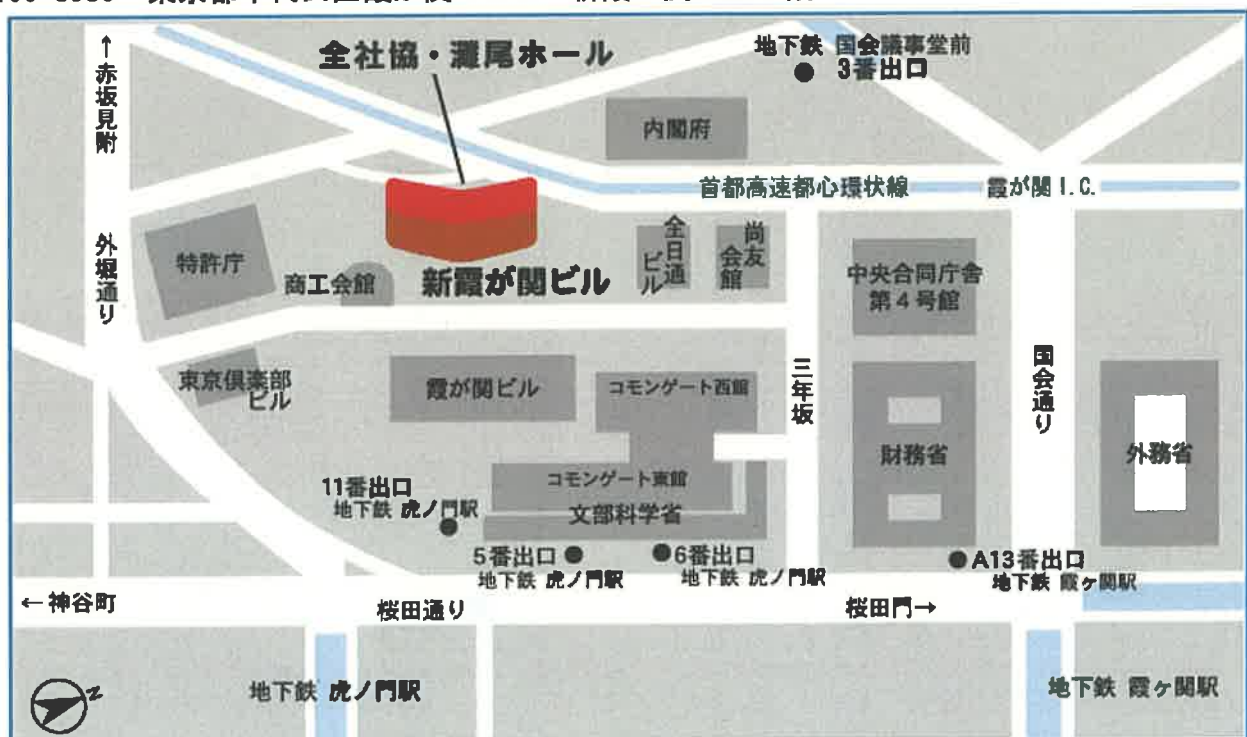 ↑赤坂見附
全社協・灘尾ホール
地下鉄 国会議事堂前
3番出口
内閣府
首都高速都心環状線
霞が関 I.C.
外堀通り
特許庁
商工会館
新霞が関ビル
全日通
ビル
尚友
会館
中央合同庁舎
第4号館
東京倶楽部
ビル
霞が関ビル
コモンゲート西館
三年坂
国会通り
財務省
外務省
コモンゲート東館
文部科学省
11番出口
地下鉄 虎ノ門駅
5番出口
地下鉄 虎ノ門駅
6番出口
地下鉄 虎ノ門駅
A13番出口
地下鉄 霞ヶ関駅
←神谷町
桜田通り
桜田門→
地下鉄 虎ノ門駅
地下鉄 霞ヶ関駅
N